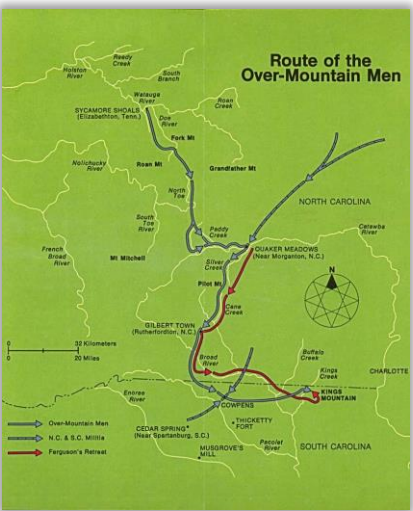 Route of the
Over-Mountain Men
Reedy
Creek
Holston
River
South
Branch
Watauga
River
Roan
Creek
SYCAMORE SHOALS
(Elizabethton, Tenn.)
Doe
River
Fork Mt
Nolichucky
River
Roan Mt
Grandfather Mt
North
Toe
NORTH CAROLINA
South
Toe
River
Paddy
Creek
Catawba
River
French
Broad
River
Mt Mitchell
QUAKER MEADOWS
(Near Morganton, N.C.)
Silver
Creek
Pilot Mt
N
Cane
Creek
GILBERT TOWN
(Rutherfordton, N.C.)
0 32 Kilometers
0 20 Miles
Broad
River
Buffalo
Creek
Kings
Creek
CHARLOTTE
KINGS
MOUNTAIN
Enoree
River
COWPENS
Over-Mountain Men
N.C. & S.C. Militia
Ferguson's Retreat
CEDAR SPRING
(Near Spartanburg, S.C.)
THICKETTY
FORT
MUSGROVE'S
MILL
Pacolet
River
SOUTH CAROLINA